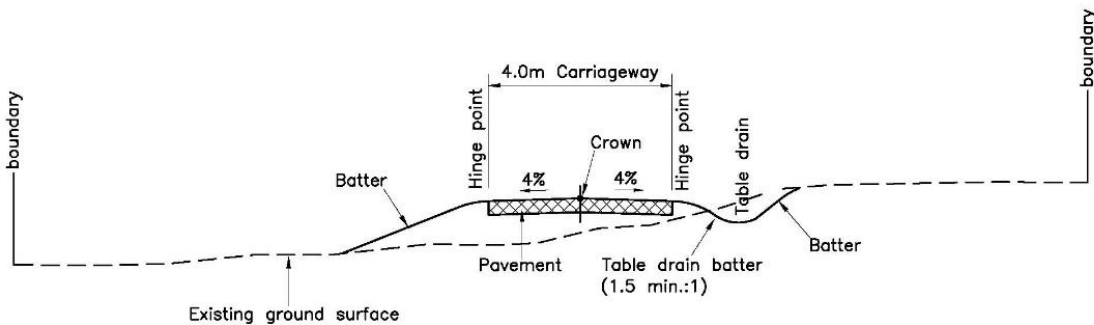 boundary
boundary
4.0m Carriageway
Hinge point
Hinge point
Table drain
Crown
4%
4%
Batter
Batter
Pavement
Table drain batter
(1.5 min.:1)
Existing ground surface